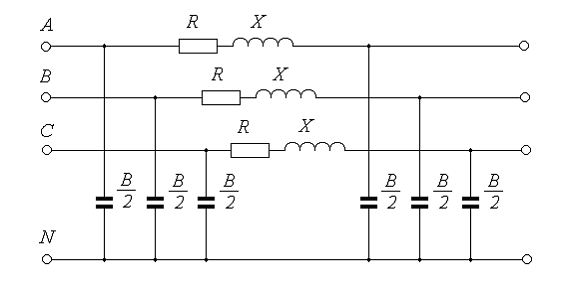 A R X
B R X
C R X
B/2 B/2 B/2 B/2 B/2 B/2
N